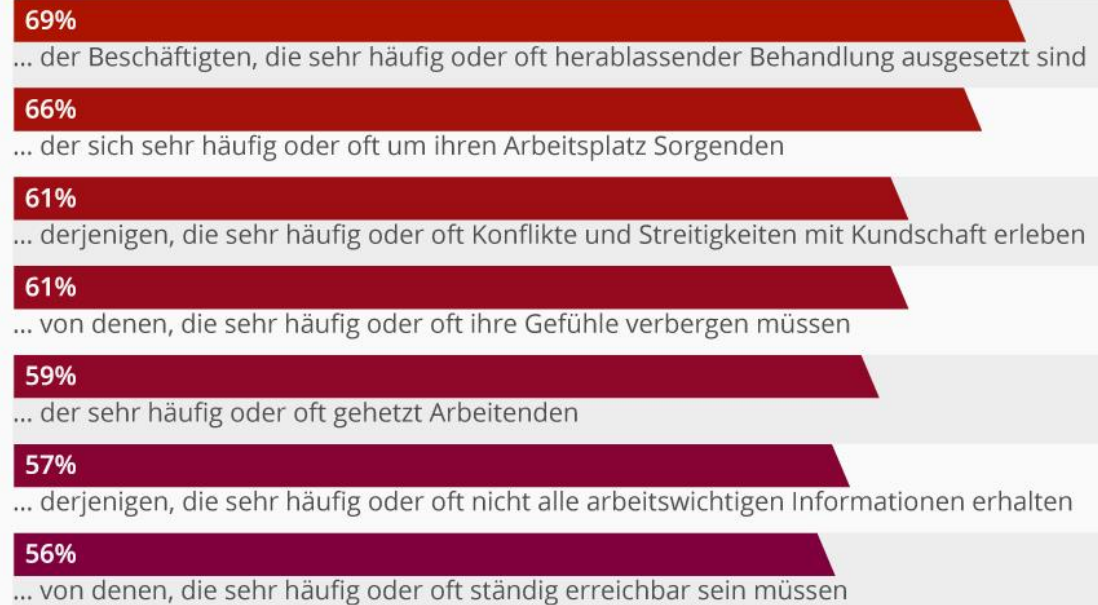 69%
... der Beschäftigten, die sehr häufig oder oft herablassender Behandlung ausgesetzt sind
66%
... der sich sehr häufig oder oft um ihren Arbeitsplatz Sorgenden
61%
... derjenigen, die sehr häufig oder oft Konflikte und Streitigkeiten mit Kundschaft erleben
61%
... von denen, die sehr häufig oder oft ihre Gefühle verbergen müssen
59%
... der sehr häufig oder oft gehetzt Arbeitenden
57%
... derjenigen, die sehr häufig oder oft nicht alle arbeitswichtigen Informationen erhalten
56%
... von denen, die sehr häufig oder oft ständig erreichbar sein müssen